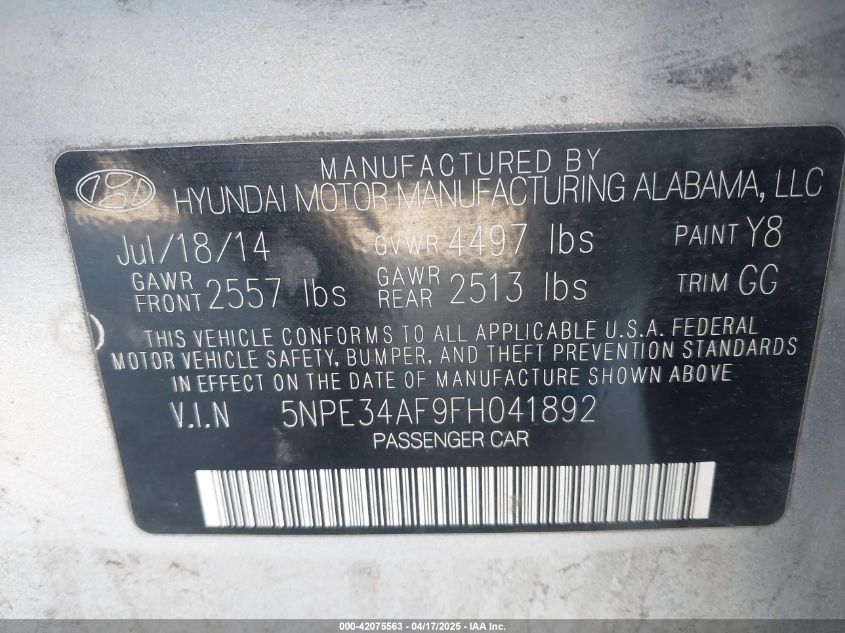 MANUFACTURED BY
HYUNDAI MOTOR MANUFACTURING ALABAMA, LLC
Jul/18/14 GVWR 4497 lbs PAINT Y8
GAWR FRONT 2557 lbs GAWR REAR 2513 lbs TRIM GG
THIS VEHICLE CONFORMS TO ALL APPLICABLE U.S.A. FEDERAL
MOTOR VEHICLE SAFETY, BUMPER, AND THEFT PREVENTION STANDARDS
IN EFFECT ON THE DATE OF MANUFACTURE SHOWN ABOVE.
V.I.N 5NPE34AF9FH041892
PASSENGER CAR
000-42075563 - 04/17/2025 - IAA Inc.